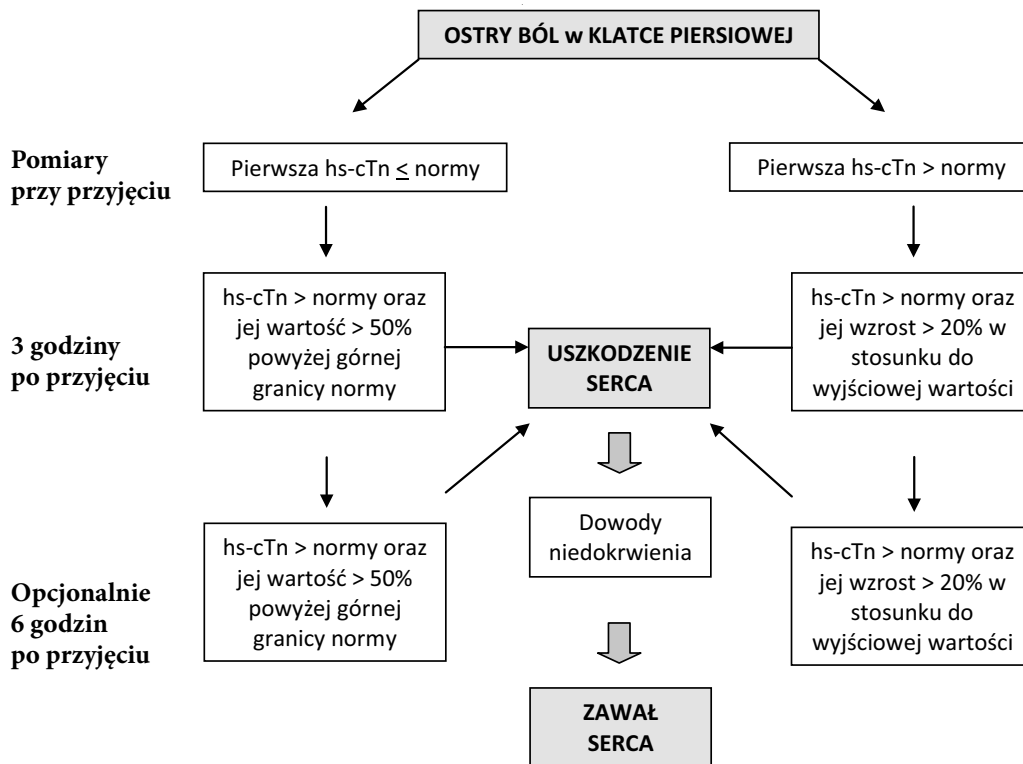 OSTRY BÓL w KLATCE PIERSIOWEJ
Pomiary
przy przyjęciu
Pierwsza hs-cTn ≤ normy
Pierwsza hs-cTn > normy
3 godziny
po przyjęciu
hs-cTn > normy oraz
jej wartość > 50%
powyżej górnej
granicy normy
USZKODZENIE
SERCA
hs-cTn > normy oraz
jej wzrost > 20% w
stosunku do
wyjściowej wartości
Opcjonalnie
6 godzin
po przyjęciu
hs-cTn > normy oraz
jej wartość > 50%
powyżej górnej
granicy normy
Dowody
niedokrwienia
hs-cTn > normy oraz
jej wzrost > 20% w
stosunku do
wyjściowej wartości
ZAWAŁ
SERCA